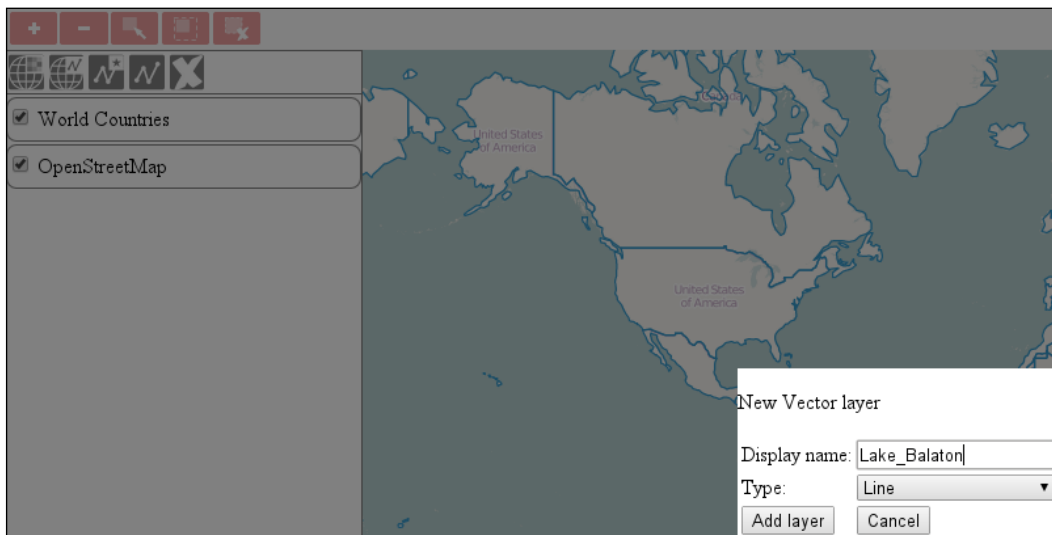 World Countries
OpenStreetMap
Canada
United States
of America
United States
of America
New Vector layer
Display name: Lake_Balaton
Type: Line
Add layer Cancel